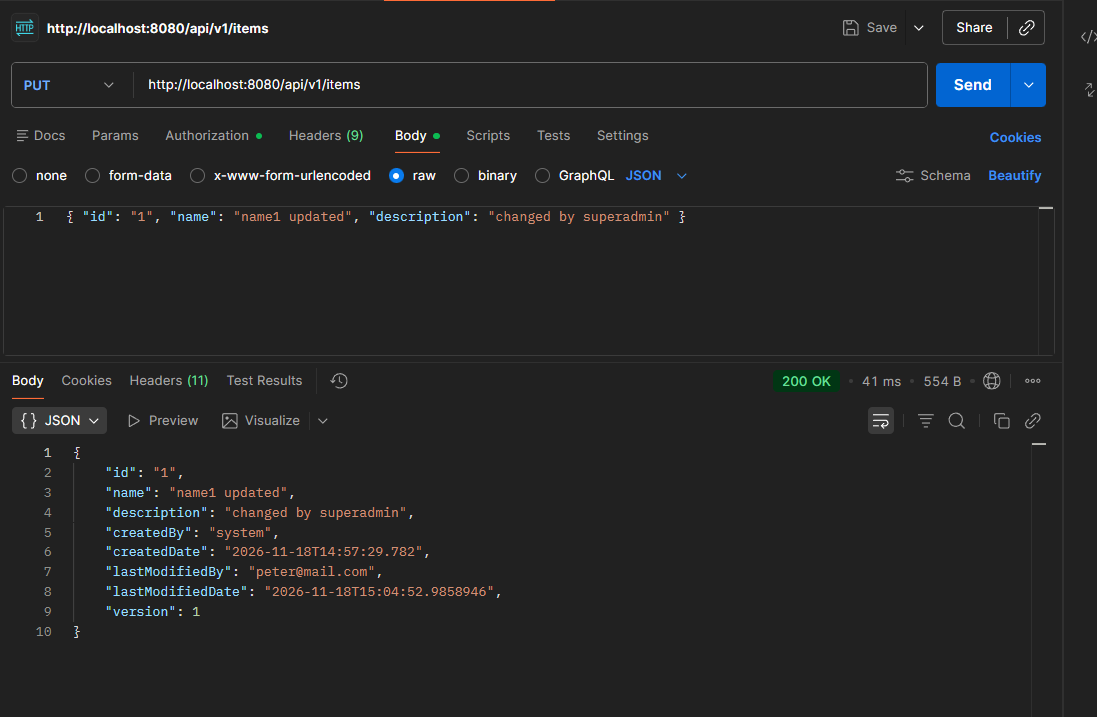 HTTP http://localhost:8080/api/v1/items Save Share
PUT http://localhost:8080/api/v1/items Send
Docs Params Authorization Headers (9) Body Scripts Tests Settings Cookies
none form-data x-www-form-urlencoded raw binary GraphQL JSON Schema Beautify
1 { "id": "1", "name": "name1 updated", "description": "changed by superadmin" }
Body Cookies Headers (11) Test Results 200 OK • 41 ms • 554 B •
{} JSON Preview Visualize
1 {
2 "id": "1",
3 "name": "name1 updated",
4 "description": "changed by superadmin",
5 "createdBy": "system",
6 "createdDate": "2026-11-18T14:57:29.782",
7 "lastModifiedBy": "peter@mail.com",
8 "lastModifiedDate": "2026-11-18T15:04:52.9858946",
9 "version": 1
10 }